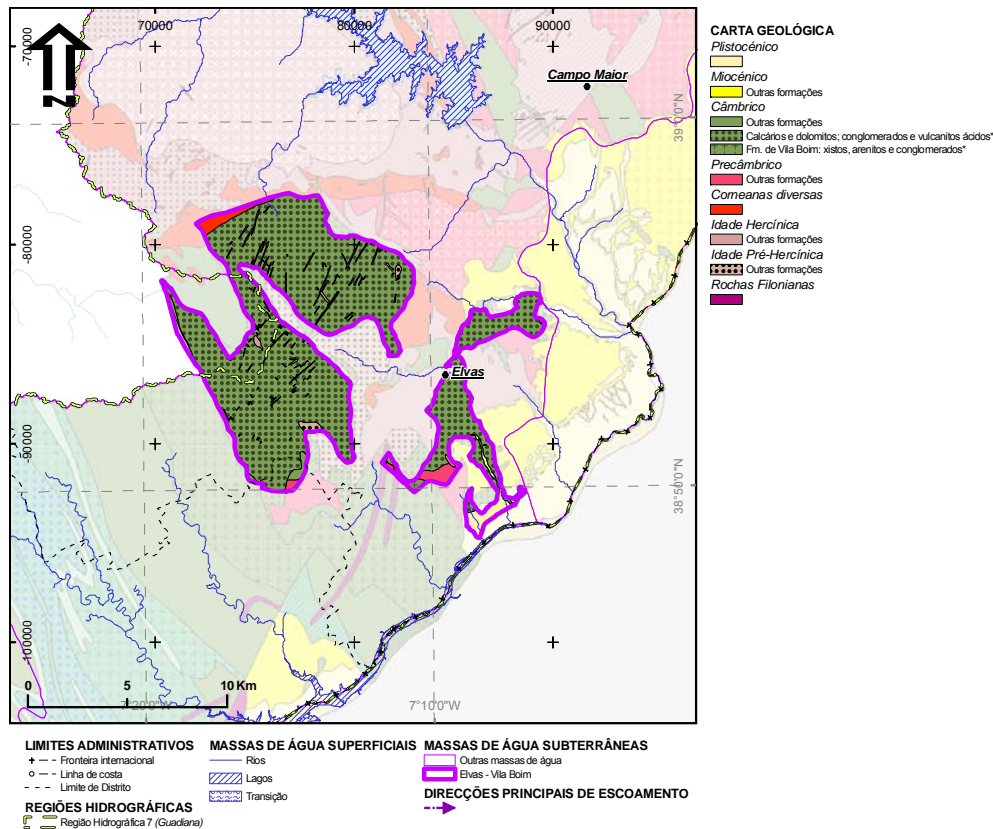 70000
80000
90000
-70000
-80000
-90000
-100000
N
Campo Maior
Elvas
39°0'0"N
38°50'0"N
7°20'0"W
7°10'0"W
0 5 10 Km
CARTA GEOLÓGICA
Plistocénico
Miocénico
Outras formações
Câmbrico
Outras formações
Calcários e dolomitos; conglomerados e vulcanitos ácidos*
Fm. de Vila Boim: xistos, arenitos e conglomerados*
Precâmbrico
Outras formações
Corneanas diversas
Idade Hercínica
Outras formações
Idade Pré-Hercínica
Outras formações
Rochas Filonianas
LIMITES ADMINISTRATIVOS
Fronteira internacional
Linha de costa
Limite de Distrito
REGIÕES HIDROGRÁFICAS
Região Hidrográfica 7 (Guadiana)
MASSAS DE ÁGUA SUPERFICIAIS
Rios
Lagos
Transição
MASSAS DE ÁGUA SUBTERRÂNEAS
Outras massas de água
Elvas - Vila Boim
DIRECÇÕES PRINCIPAIS DE ESCOAMENTO